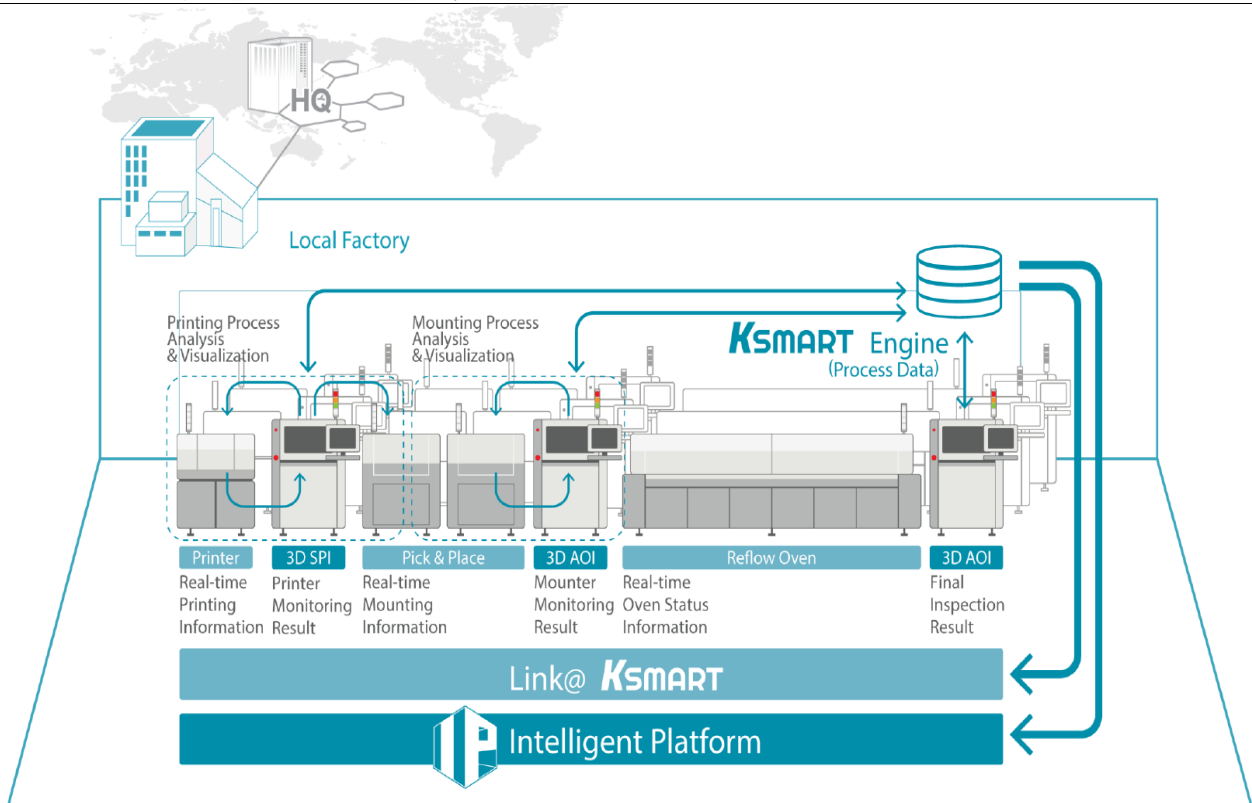 HQ
Local Factory
Printing Process
Analysis
& Visualization
Mounting Process
Analysis
& Visualization
KSMART Engine
(Process Data)
Printer
Real-time
Printing
Information
3D SPI
Printer
Monitoring
Result
Pick & Place
Real-time
Mounting
Information
3D AOI
Mounter
Monitoring
Result
Reflow Oven
Real-time
Oven Status
Information
3D AOI
Final
Inspection
Result
Link@ KSMART
IP Intelligent Platform